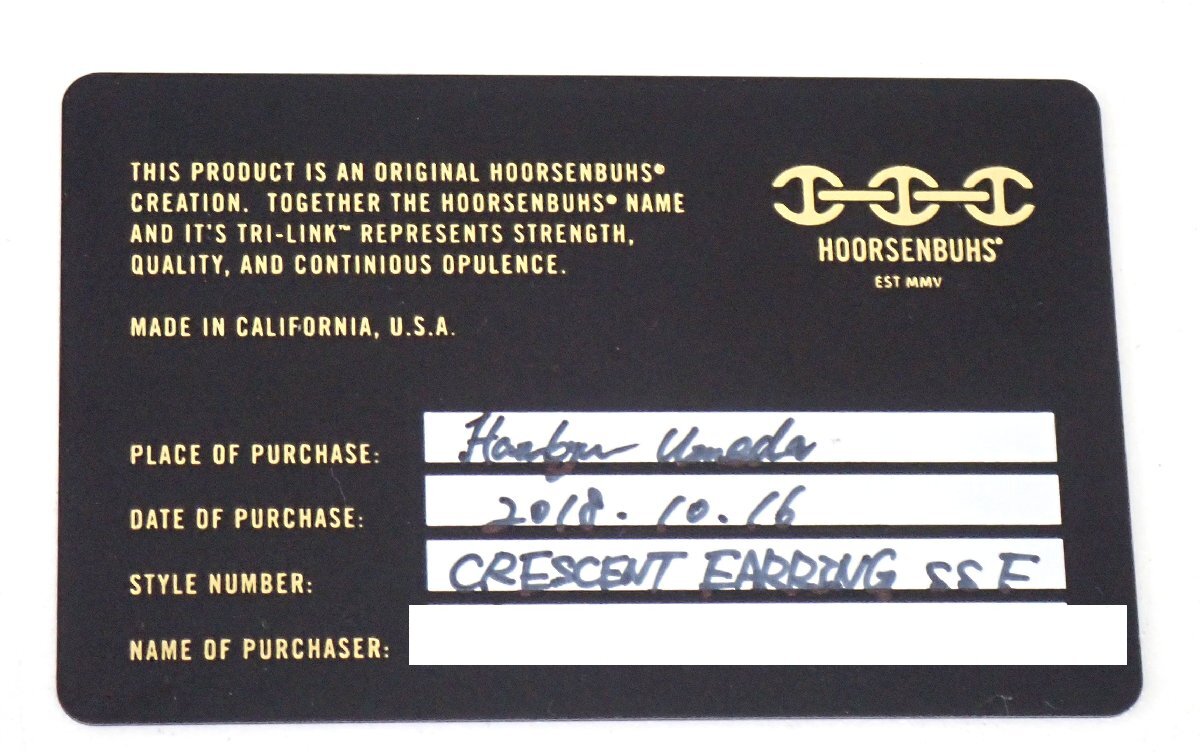 THIS PRODUCT IS AN ORIGINAL HOORSENBUHS®
CREATION. TOGETHER THE HOORSENBUHS® NAME
AND IT'S TRI-LINK™ REPRESENTS STRENGTH,
QUALITY, AND CONTINIOUS OPULENCE.
MADE IN CALIFORNIA, U.S.A.
HOORSENBUHS®
EST MMV
PLACE OF PURCHASE: Umeda
DATE OF PURCHASE: 2018.10.16
STYLE NUMBER: CRESCENT EARRING SS F
NAME OF PURCHASER: